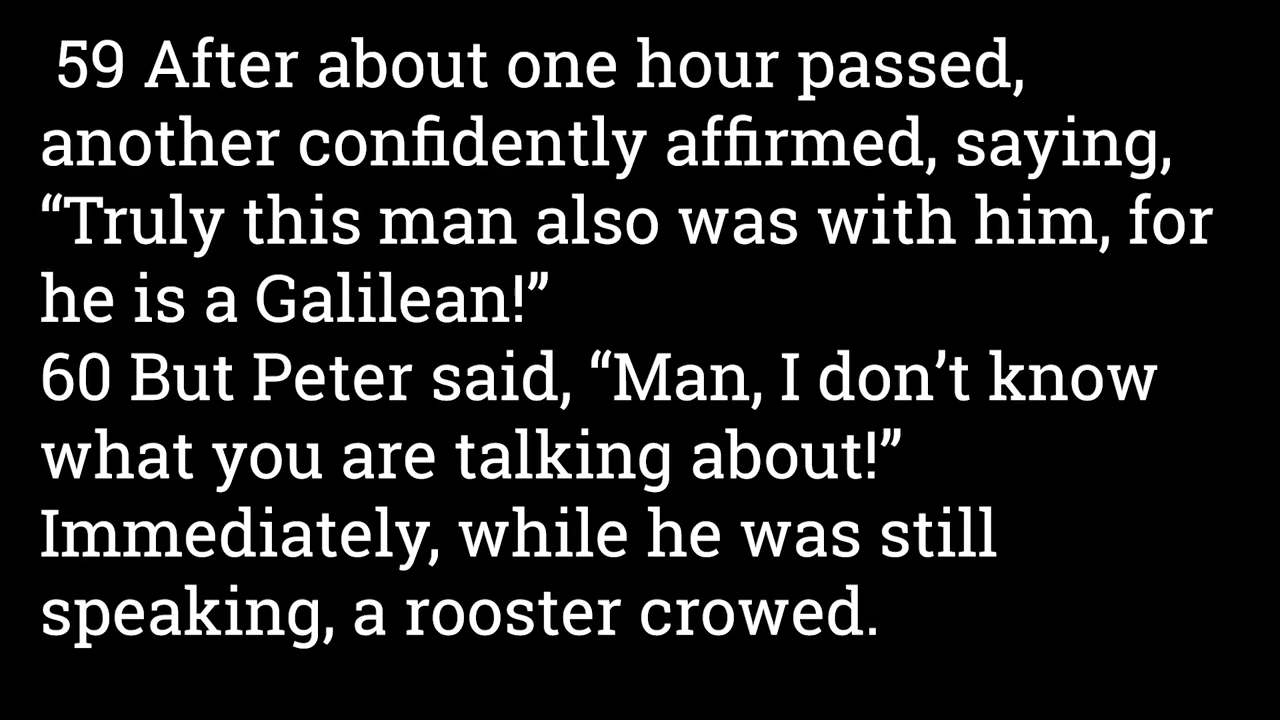 59 After about one hour passed,
another confidently affirmed, saying,
“Truly this man also was with him, for
he is a Galilean!”
60 But Peter said, “Man, I don’t know
what you are talking about!”
Immediately, while he was still
speaking, a rooster crowed.